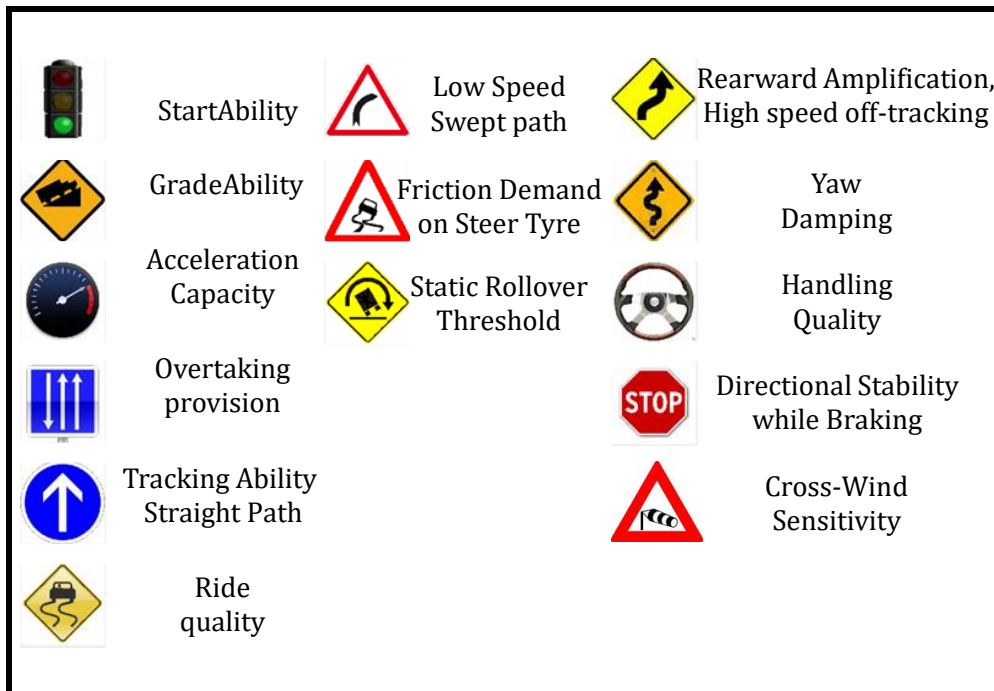 StartAbility
GradeAbility
Acceleration
Capacity
Overtaking
provision
Tracking Ability
Straight Path
Ride
quality
Low Speed
Swept path
Friction Demand
on Steer Tyre
Static Rollover
Threshold
Rearward Amplification,
High speed off-tracking
Yaw
Damping
Handling
Quality
STOP
Directional Stability
while Braking
Cross-Wind
Sensitivity